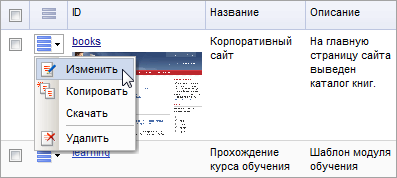 ID Название Описание
books Корпоративный На главную
сайт страницу сайта
выведен
каталог книг.
Изменить
Копировать
Скачать
Удалить
learning Прохождение Шаблон модуля
курса обучения обучения